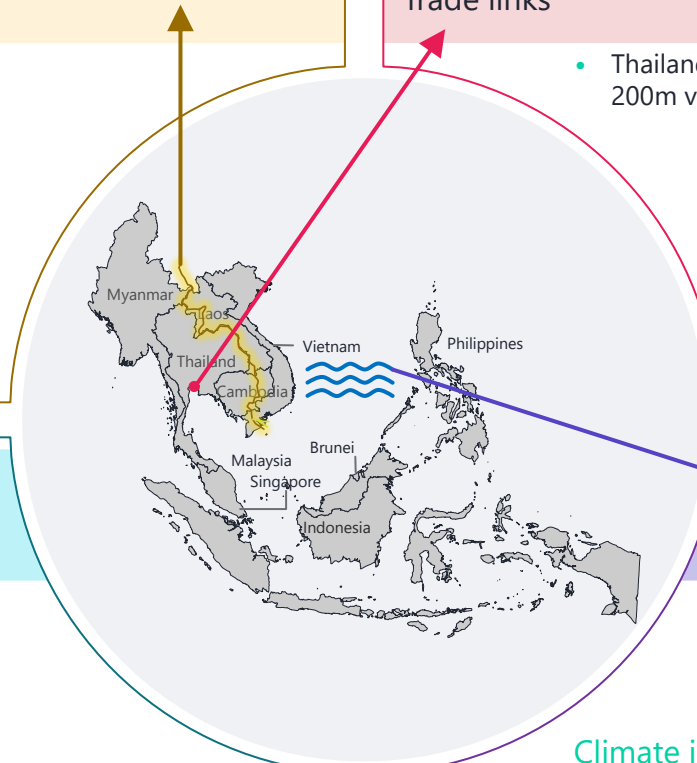 Trade links
• Thailand
200m v
Myanmar
Laos
Vietnam
Philippines
Thailand
Cambodia
Brunei
Malaysia
Singapore
Indonesia
Climate i